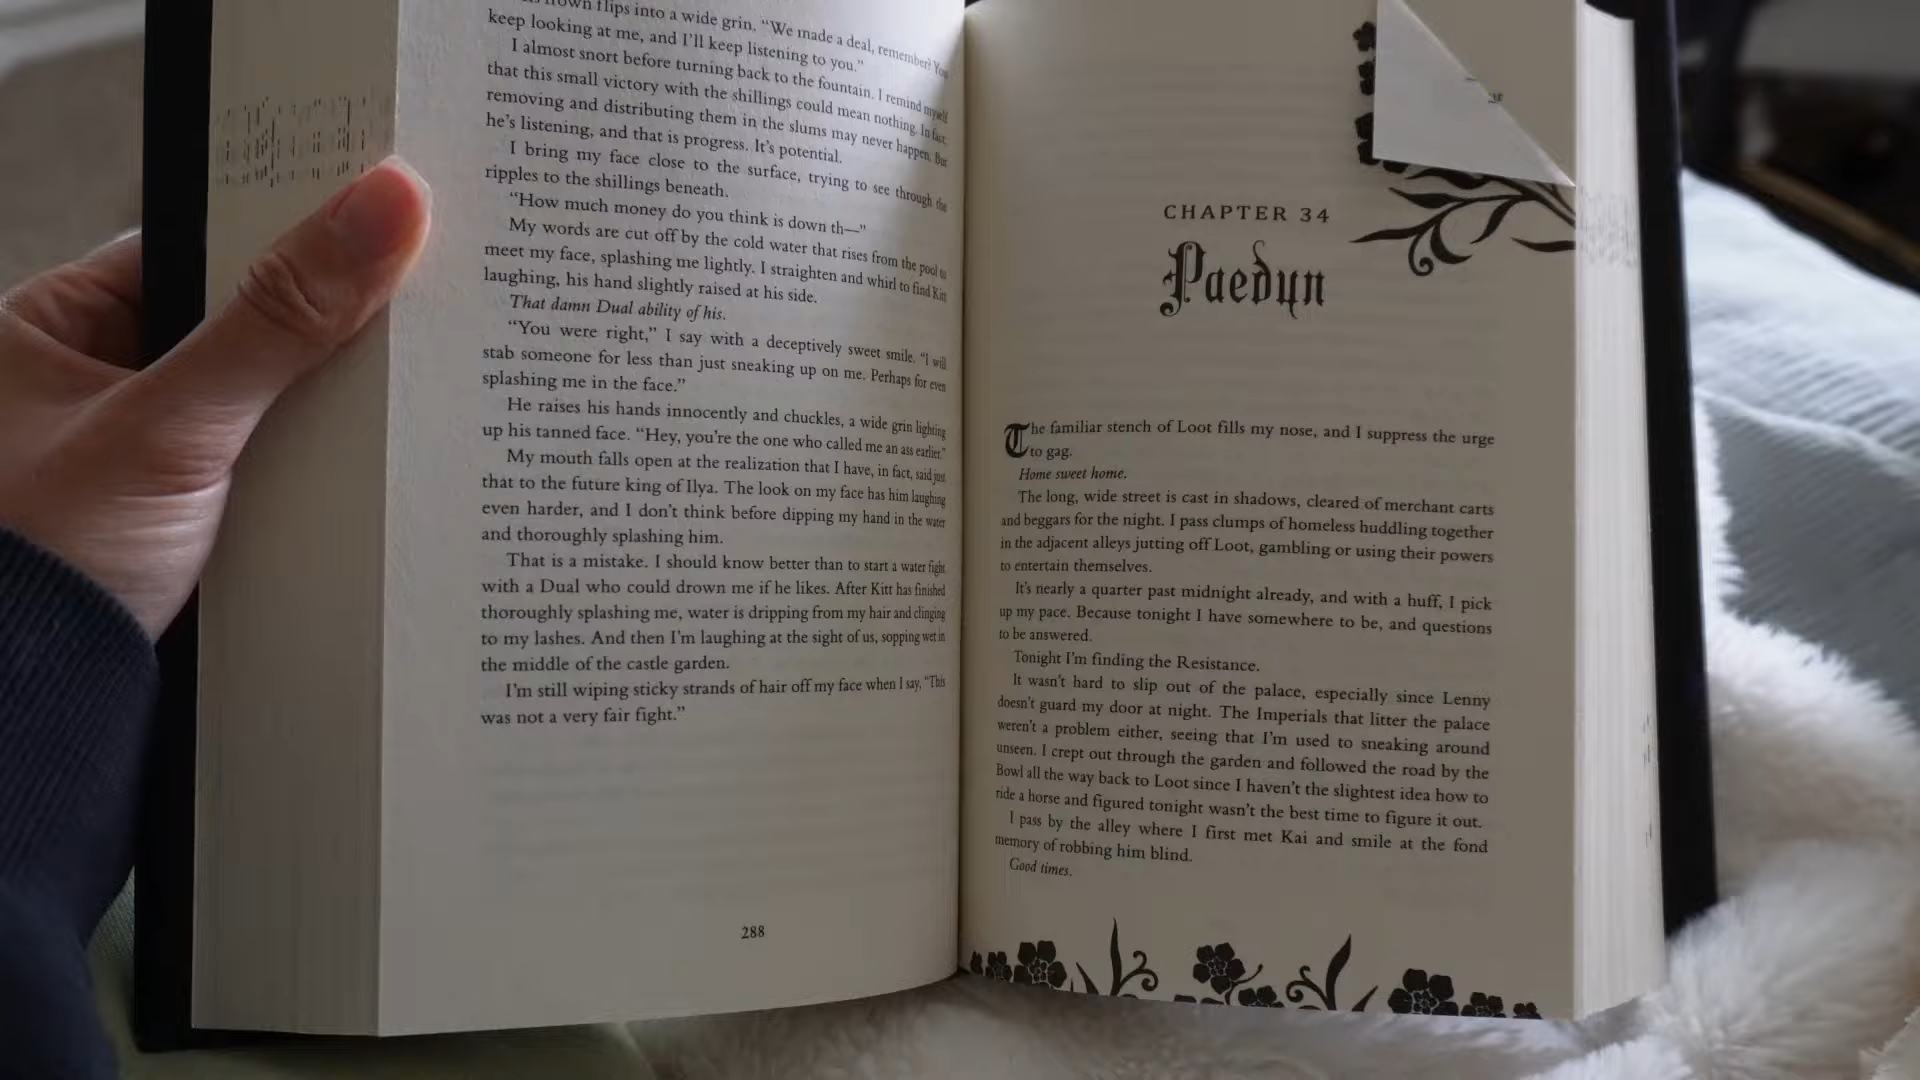 flips into a wide grin. “We made a deal, remember? You
keep looking at me, and I’ll keep listening to you.”
I almost snort before turning back to the fountain. I remind myself
that this small victory with the shillings could mean nothing. In fact,
removing and distributing them in the slums may never happen. But
he’s listening, and that is progress. It’s potential.
I bring my face close to the surface, trying to see through the
ripples to the shillings beneath.
“How much money do you think is down th—”
My words are cut off by the cold water that rises from the pool to
meet my face, splashing me lightly. I straighten and whirl to find Kitt
laughing, his hand slightly raised at his side.
That damn Dual ability of his.
“You were right,” I say with a deceptively sweet smile. “I will
stab someone for less than just sneaking up on me. Perhaps for even
splashing me in the face.”
He raises his hands innocently and chuckles, a wide grin lighting
up his tanned face. “Hey, you’re the one who called me an ass earlier.”
My mouth falls open at the realization that I have, in fact, said just
that to the future king of Ilya. The look on my face has him laughing
even harder, and I don’t think before dipping my hand in the water
and thoroughly splashing him.
That is a mistake. I should know better than to start a water fight
with a Dual who could drown me if he likes. After Kitt has finished
thoroughly splashing me, water is dripping from my hair and clinging
to my lashes. And then I’m laughing at the sight of us, sopping wet in
the middle of the castle garden.
I’m still wiping sticky strands of hair off my face when I say, “This
was not a very fair fight.”
288
CHAPTER 34
Paedyn
The familiar stench of Loot fills my nose, and I suppress the urge
to gag.
Home sweet home.
The long, wide street is cast in shadows, cleared of merchant carts
and beggars for the night. I pass clumps of homeless huddling together
in the adjacent alleys jutting off Loot, gambling or using their powers
to entertain themselves.
It’s nearly a quarter past midnight already, and with a huff, I pick
up my pace. Because tonight I have somewhere to be, and questions
to be answered.
Tonight I’m finding the Resistance.
It wasn’t hard to slip out of the palace, especially since Lenny
doesn’t guard my door at night. The Imperials that litter the palace
weren’t a problem either, seeing that I’m used to sneaking around
unseen. I crept out through the garden and followed the road by the
Bowl all the way back to Loot since I haven’t the slightest idea how to
ride a horse and figured tonight wasn’t the best time to figure it out.
I pass by the alley where I first met Kai and smile at the fond
memory of robbing him blind.
Good times.